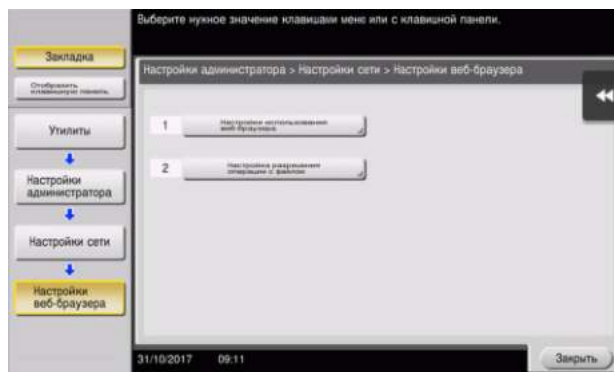 Выберите нужное значение клавишами меню или с клавишной панели.
Закладка
Отобразить
клавишную панель
Утилиты
Настройки
администратора
Настройки сети
Настройки
веб-браузера
Настройки администратора > Настройки сети > Настройки веб-браузера
1
Настройки использования
веб-браузера
2
Настройка разрешения
операции с файлом
31/10/2017 09:11
Закрыть